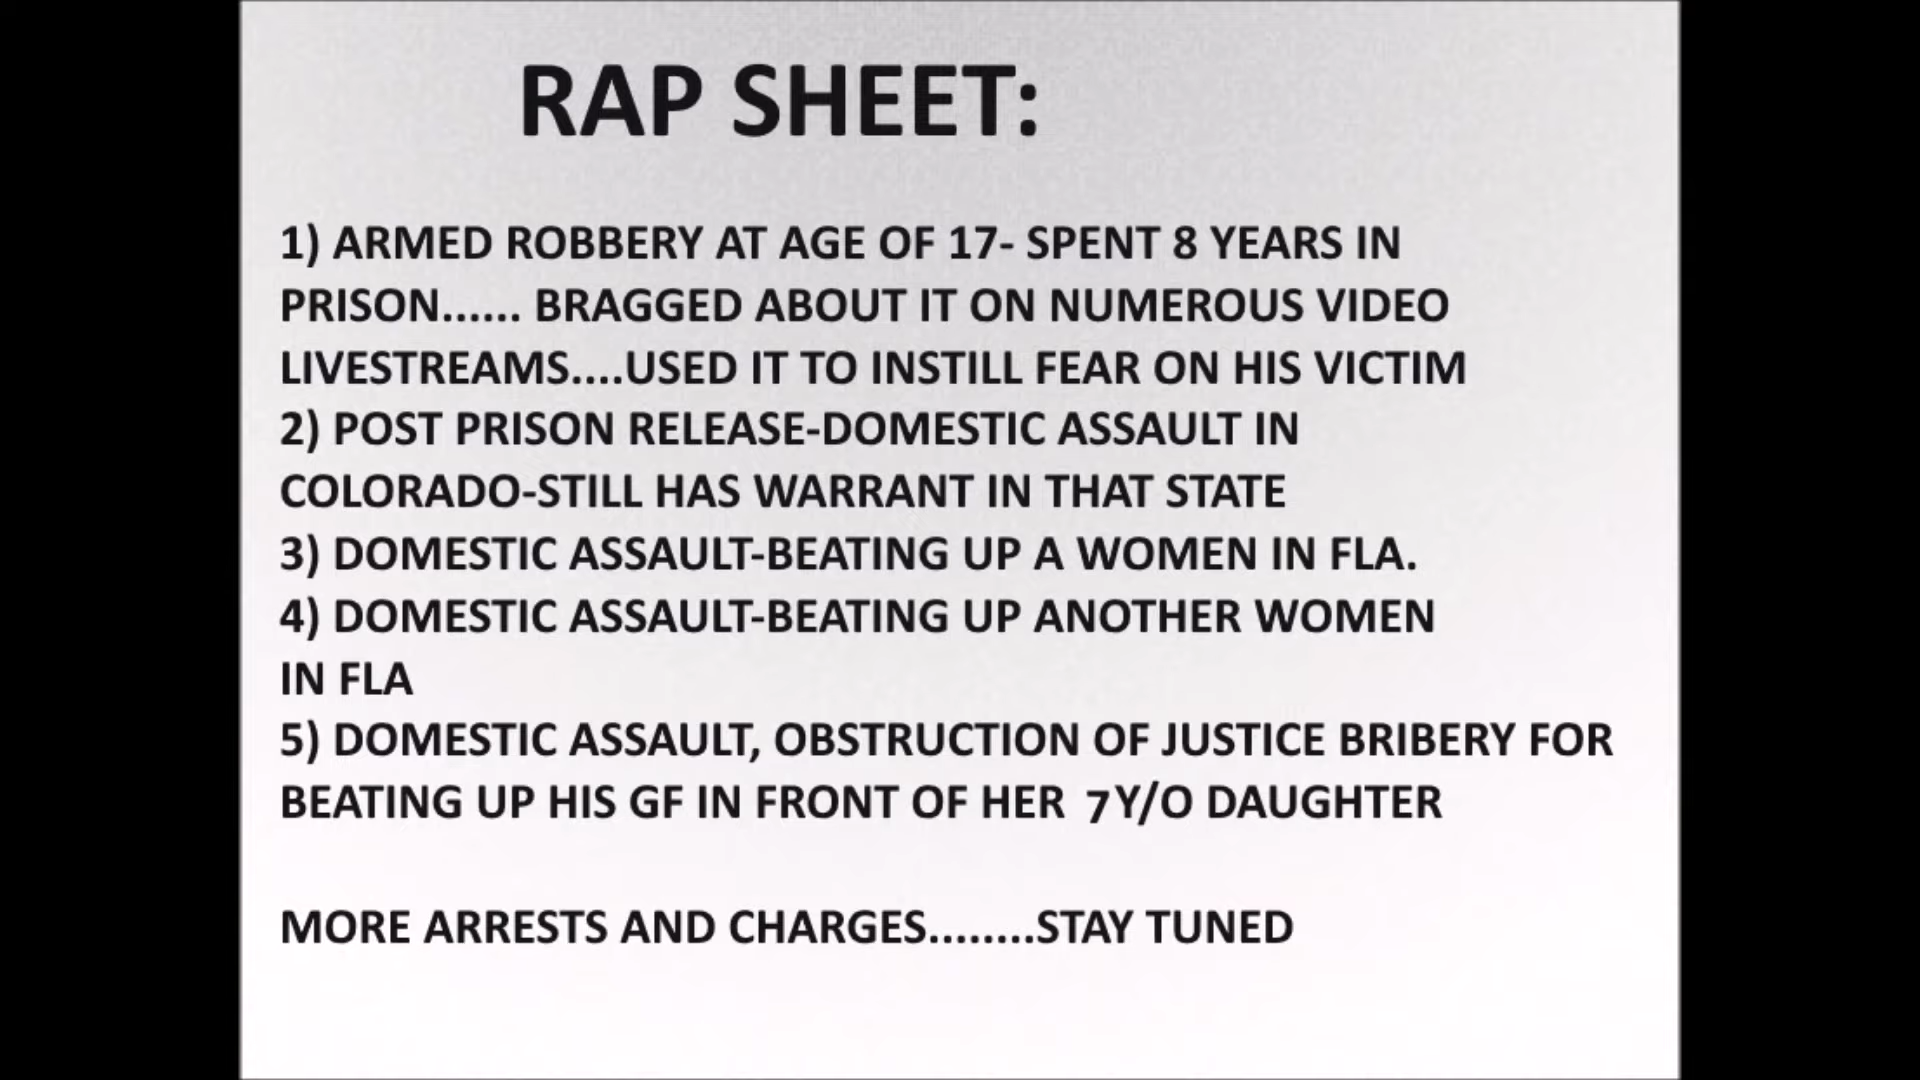 RAP SHEET:
1) ARMED ROBBERY AT AGE OF 17- SPENT 8 YEARS IN
PRISON...... BRAGGED ABOUT IT ON NUMEROUS VIDEO
LIVESTREAMS....USED IT TO INSTILL FEAR ON HIS VICTIM
2) POST PRISON RELEASE-DOMESTIC ASSAULT IN
COLORADO-STILL HAS WARRANT IN THAT STATE
3) DOMESTIC ASSAULT-BEATING UP A WOMEN IN FLA.
4) DOMESTIC ASSAULT-BEATING UP ANOTHER WOMEN
IN FLA
5) DOMESTIC ASSAULT, OBSTRUCTION OF JUSTICE BRIBERY FOR
BEATING UP HIS GF IN FRONT OF HER 7Y/O DAUGHTER
MORE ARRESTS AND CHARGES........STAY TUNED